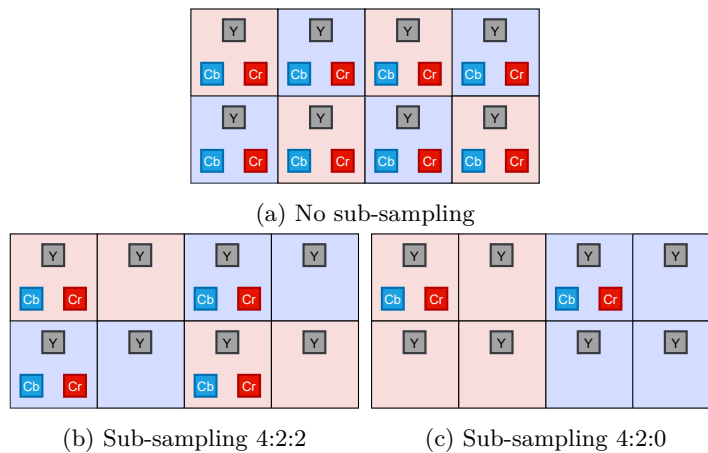 Y Y Y Y
Cb Cr Cb Cr Cb Cr Cb Cr
Y Y Y Y
Cb Cr Cb Cr Cb Cr Cb Cr
(a) No sub-sampling
Y Y Y Y
Cb Cr Cb Cr
Y Y Y Y
Cb Cr Cb Cr
(b) Sub-sampling 4:2:2
Y Y Y Y
Cb Cr Cb Cr
Y Y Y Y
(c) Sub-sampling 4:2:0